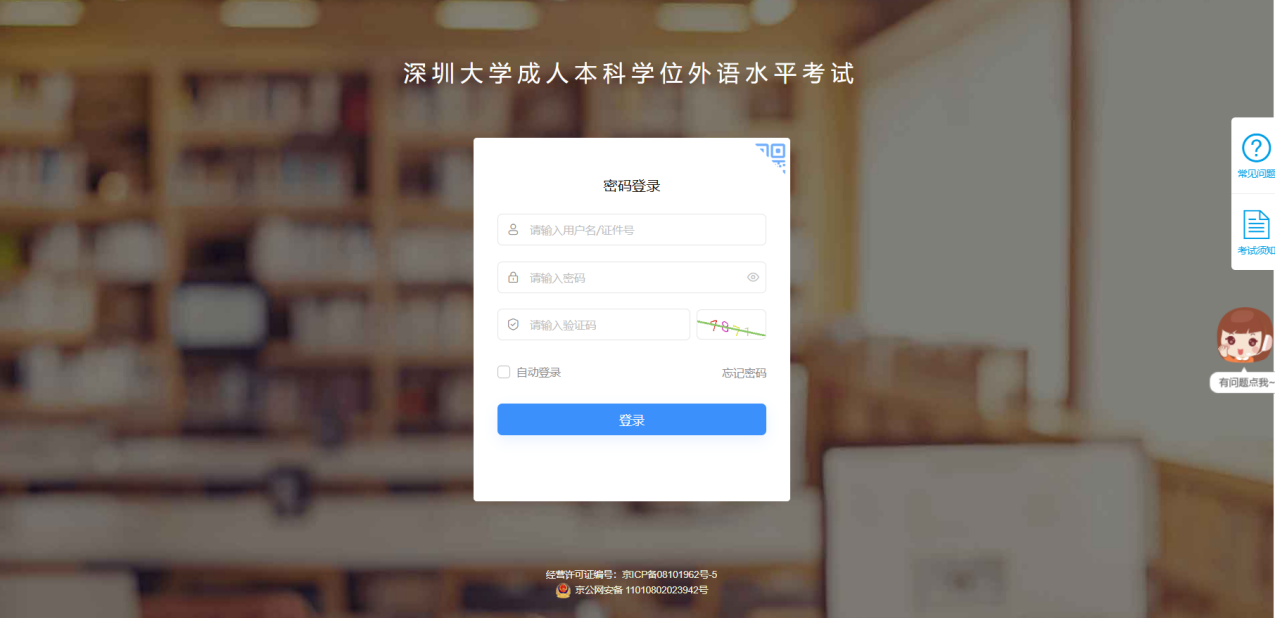 深圳大学成人本科学位外语水平考试
密码登录
请输入用户名/证件号
请输入密码
请输入验证码
自动登录 忘记密码
登录
常见问题
考试须知
有问题点我~
经营许可证编号：京ICP备08101962号-5
京公网安备 11010802023942号